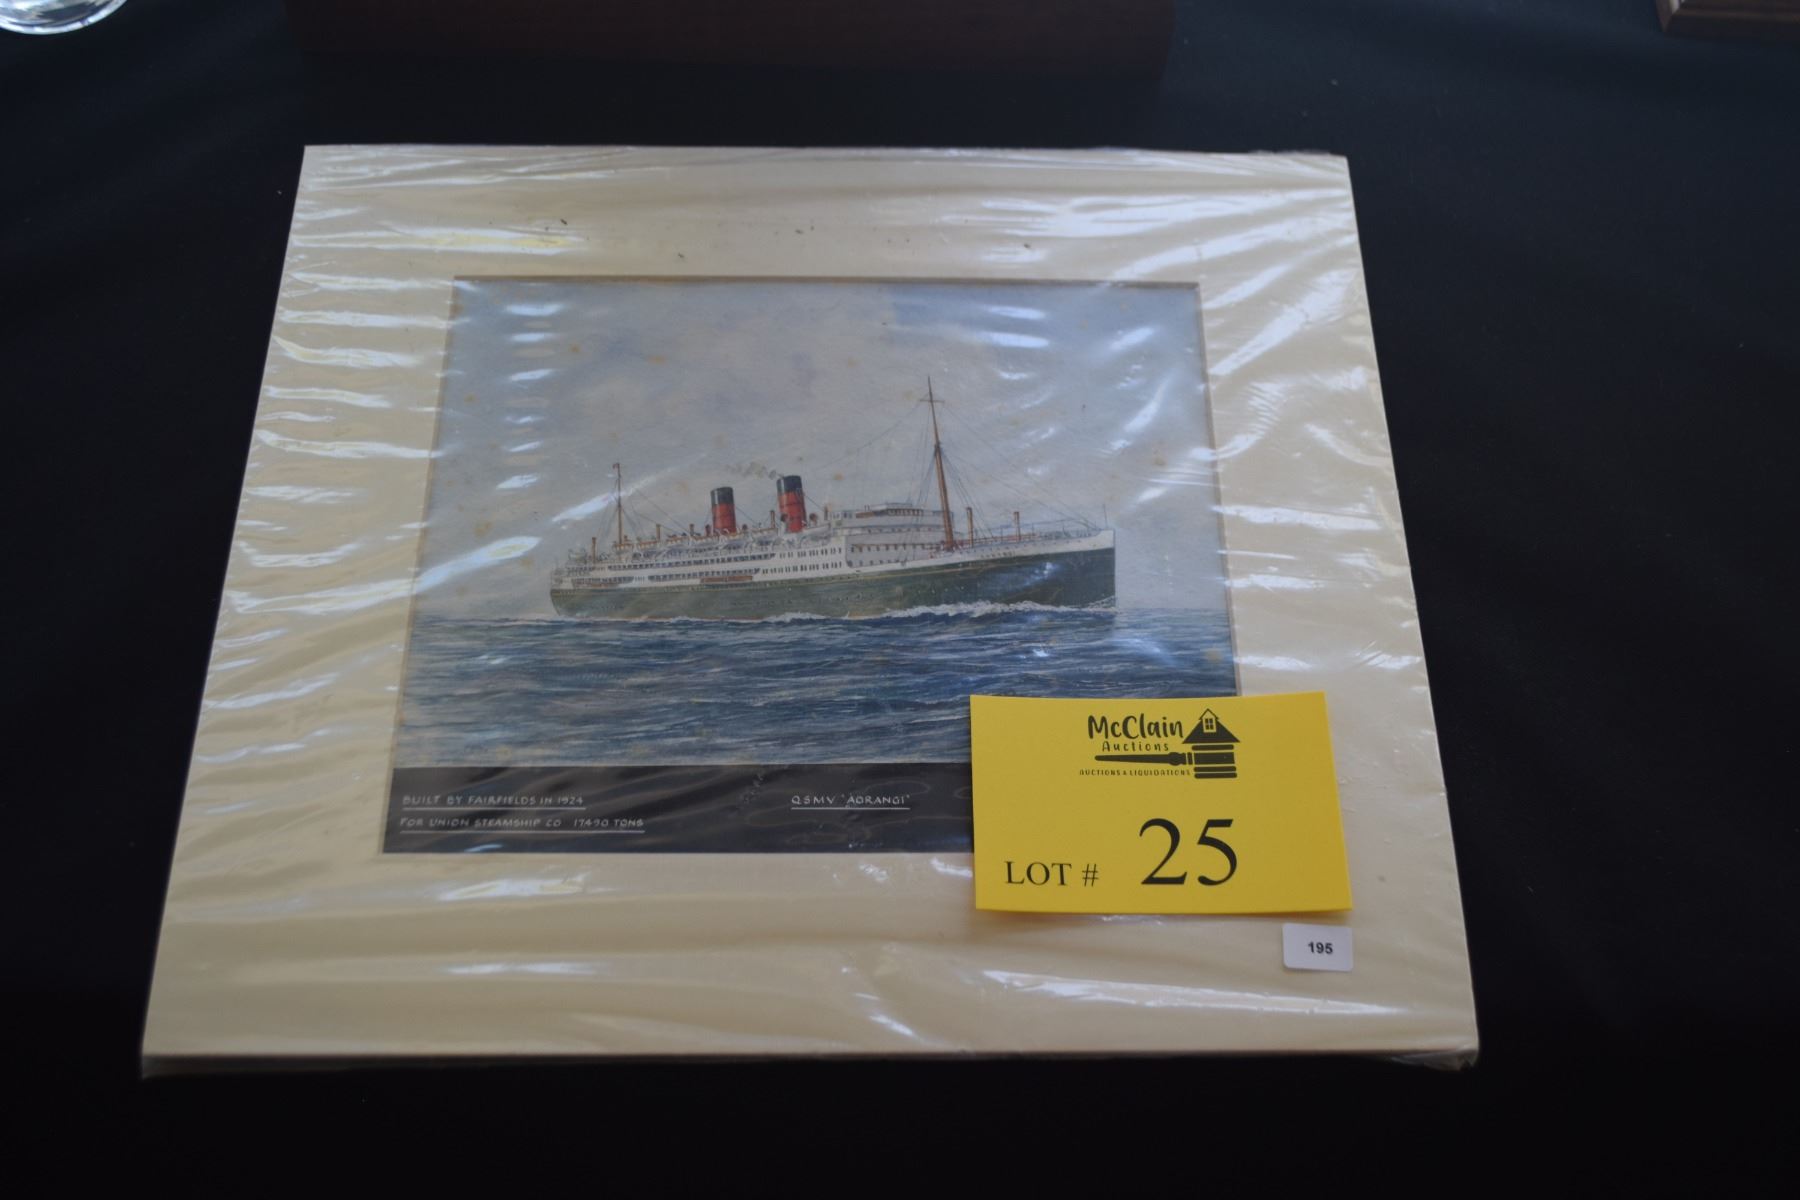 McClain
Auctions
AUCTIONS & LIQUIDATIONS
BUILT BY FAIRFIELDS IN 1924
QSMV "AORANGI"
FOR UNION STEAMSHIP CO 17490 TONS
LOT # 25
195